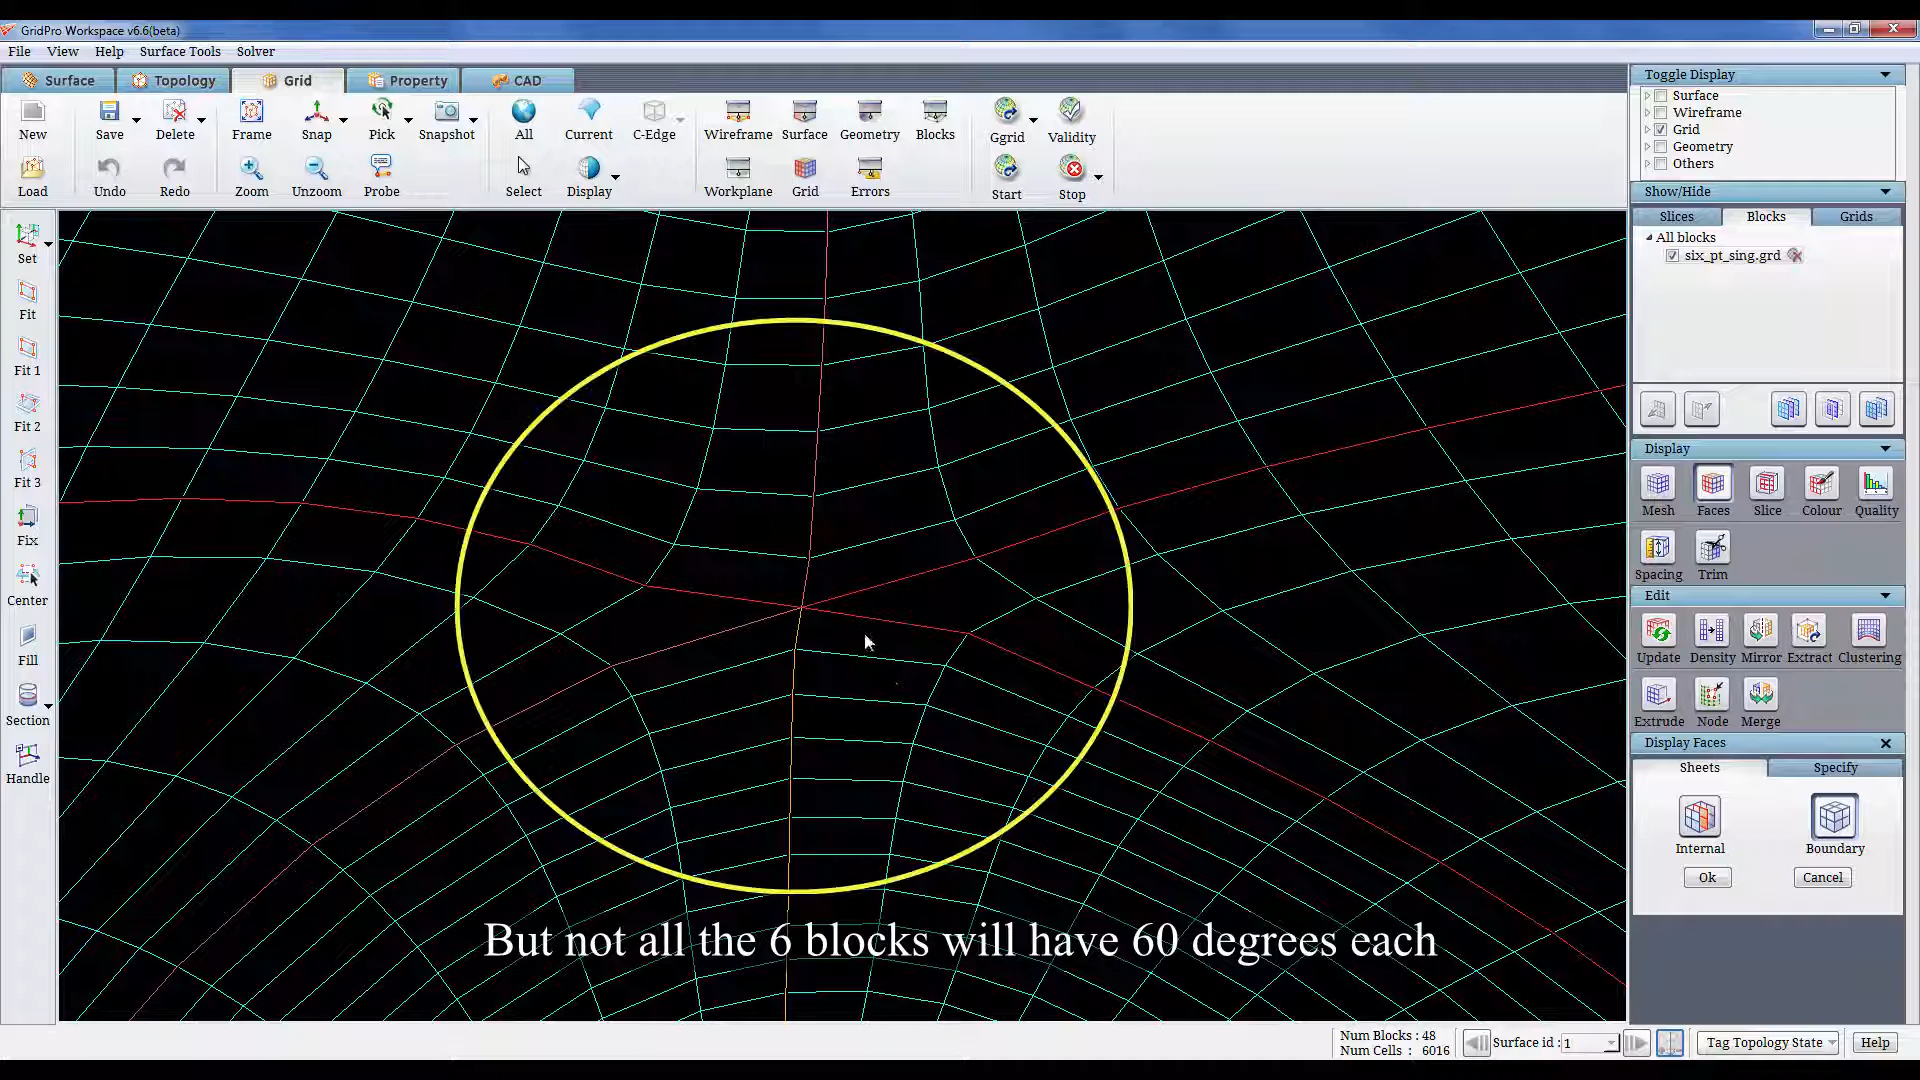 GridPro Workspace v6.6(beta)
File View Help Surface Tools Solver
Surface Topology Grid Property CAD
New Save Delete Frame Snap Pick Snapshot All Current C-Edge Wireframe Surface Geometry Blocks Ggrid Validity
Load Undo Redo Zoom Unzoom Probe Select Display Workplane Grid Errors Start Stop
Set
Fit
Fit 1
Fit 2
Fit 3
Fix
Center
Fill
Section
Handle
Toggle Display
Surface
Wireframe
Grid
Geometry
Others
Show/Hide
Slices Blocks Grids
All blocks
six_pt_sing.grd
Display
Mesh Faces Slice Colour Quality
Spacing Trim
Edit
Update Density Mirror Extract Clustering
Extrude Node Merge
Display Faces
Sheets Specify
Internal Boundary
Ok Cancel
But not all the 6 blocks will have 60 degrees each
Num Blocks : 48
Num Cells : 6016
Surface id : 1
Tag Topology State
Help